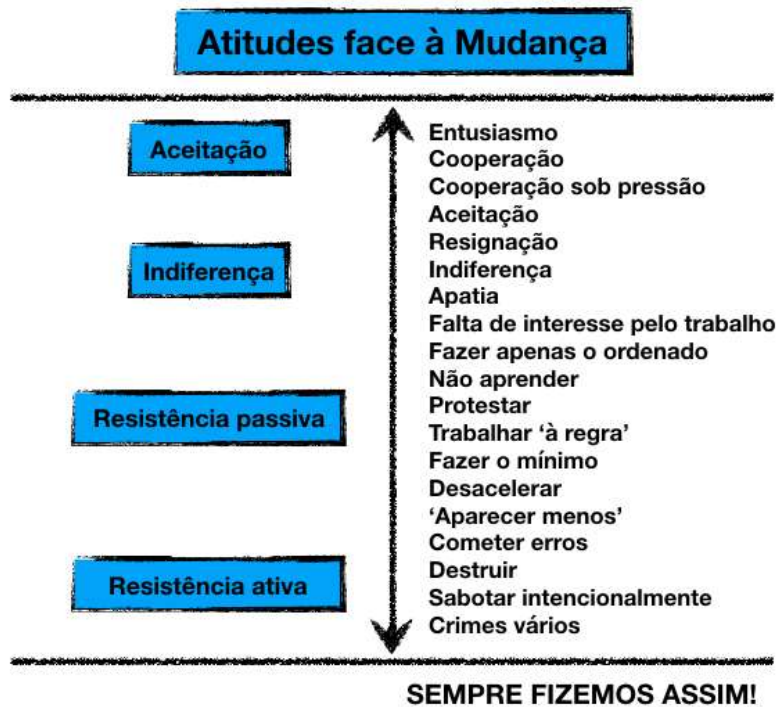 Atitudes face à Mudança
Aceitação
Indiferença
Resistência passiva
Resistência ativa
Entusiasmo
Cooperação
Cooperação sob pressão
Aceitação
Resignação
Indiferença
Apatia
Falta de interesse pelo trabalho
Fazer apenas o ordenado
Não aprender
Protestar
Trabalhar ‘à regra’
Fazer o mínimo
Desacelerar
‘Aparecer menos’
Cometer erros
Destruir
Sabotar intencionalmente
Crimes vários
SEMPRE FIZEMOS ASSIM!